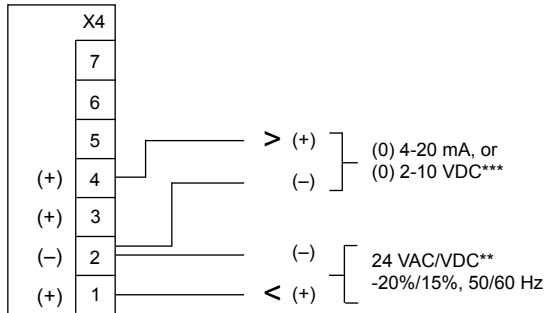 X4
7
6
5
> (+)
(0) 4-20 mA, or
(0) 2-10 VDC***
(+) 4
(–)
(+) 3
(–) 2
(–)
24 VAC/VDC**
-20%/15%, 50/60 Hz
(+) 1
< (+)